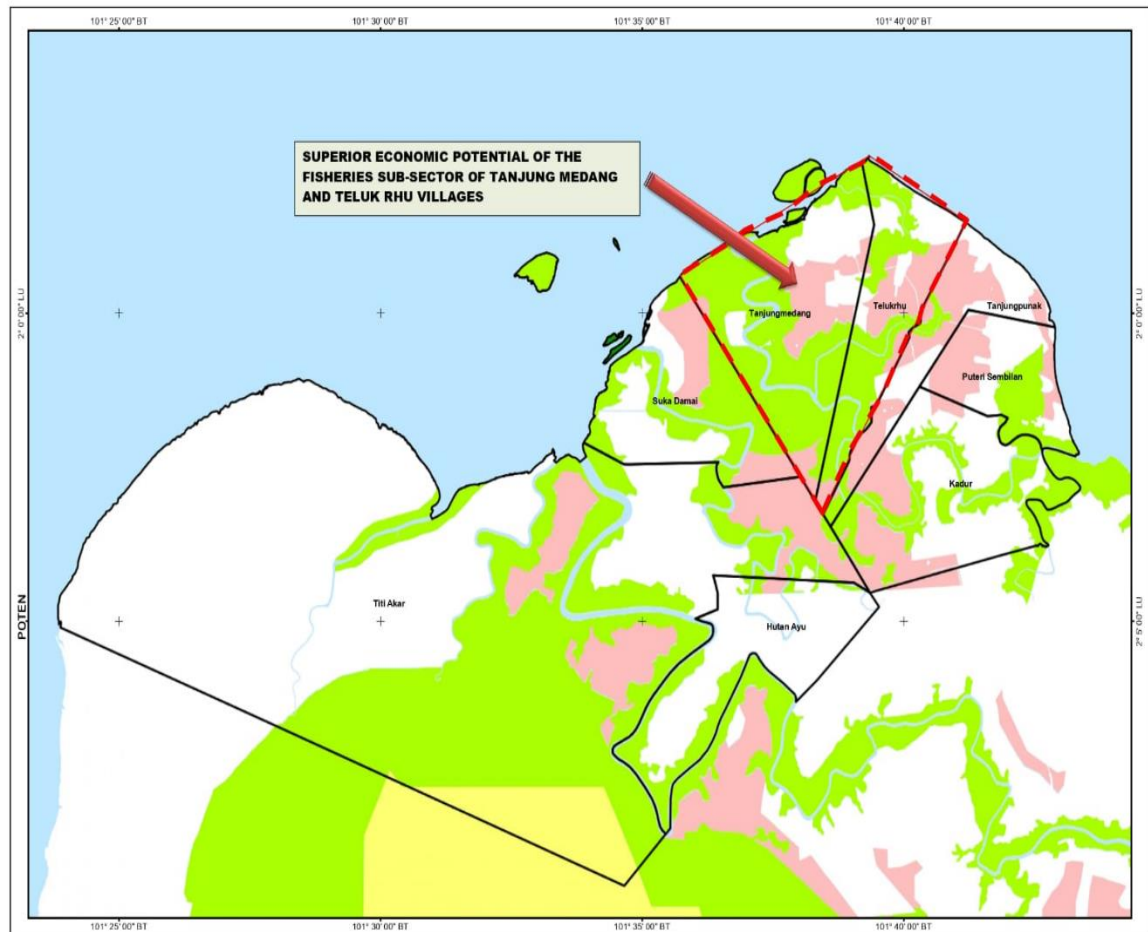 101° 25' 00" BT
101° 30' 00" BT
101° 35' 00" BT
101° 40' 00" BT
SUPERIOR ECONOMIC POTENTIAL OF THE
FISHERIES SUB-SECTOR OF TANJUNG MEDANG
AND TELUK RHU VILLAGES
2° 0' 00" LU
Tanjungmedang
Telukrhu
Tanjungpunak
2° 0' 00" LU
Puteri Sembilan
Suka Damai
Kadur
POTEN
Titi Akar
Hutan Ayu
2° 5' 00" LU
101° 25' 00" BT
101° 30' 00" BT
101° 35' 00" BT
101° 40' 00" BT